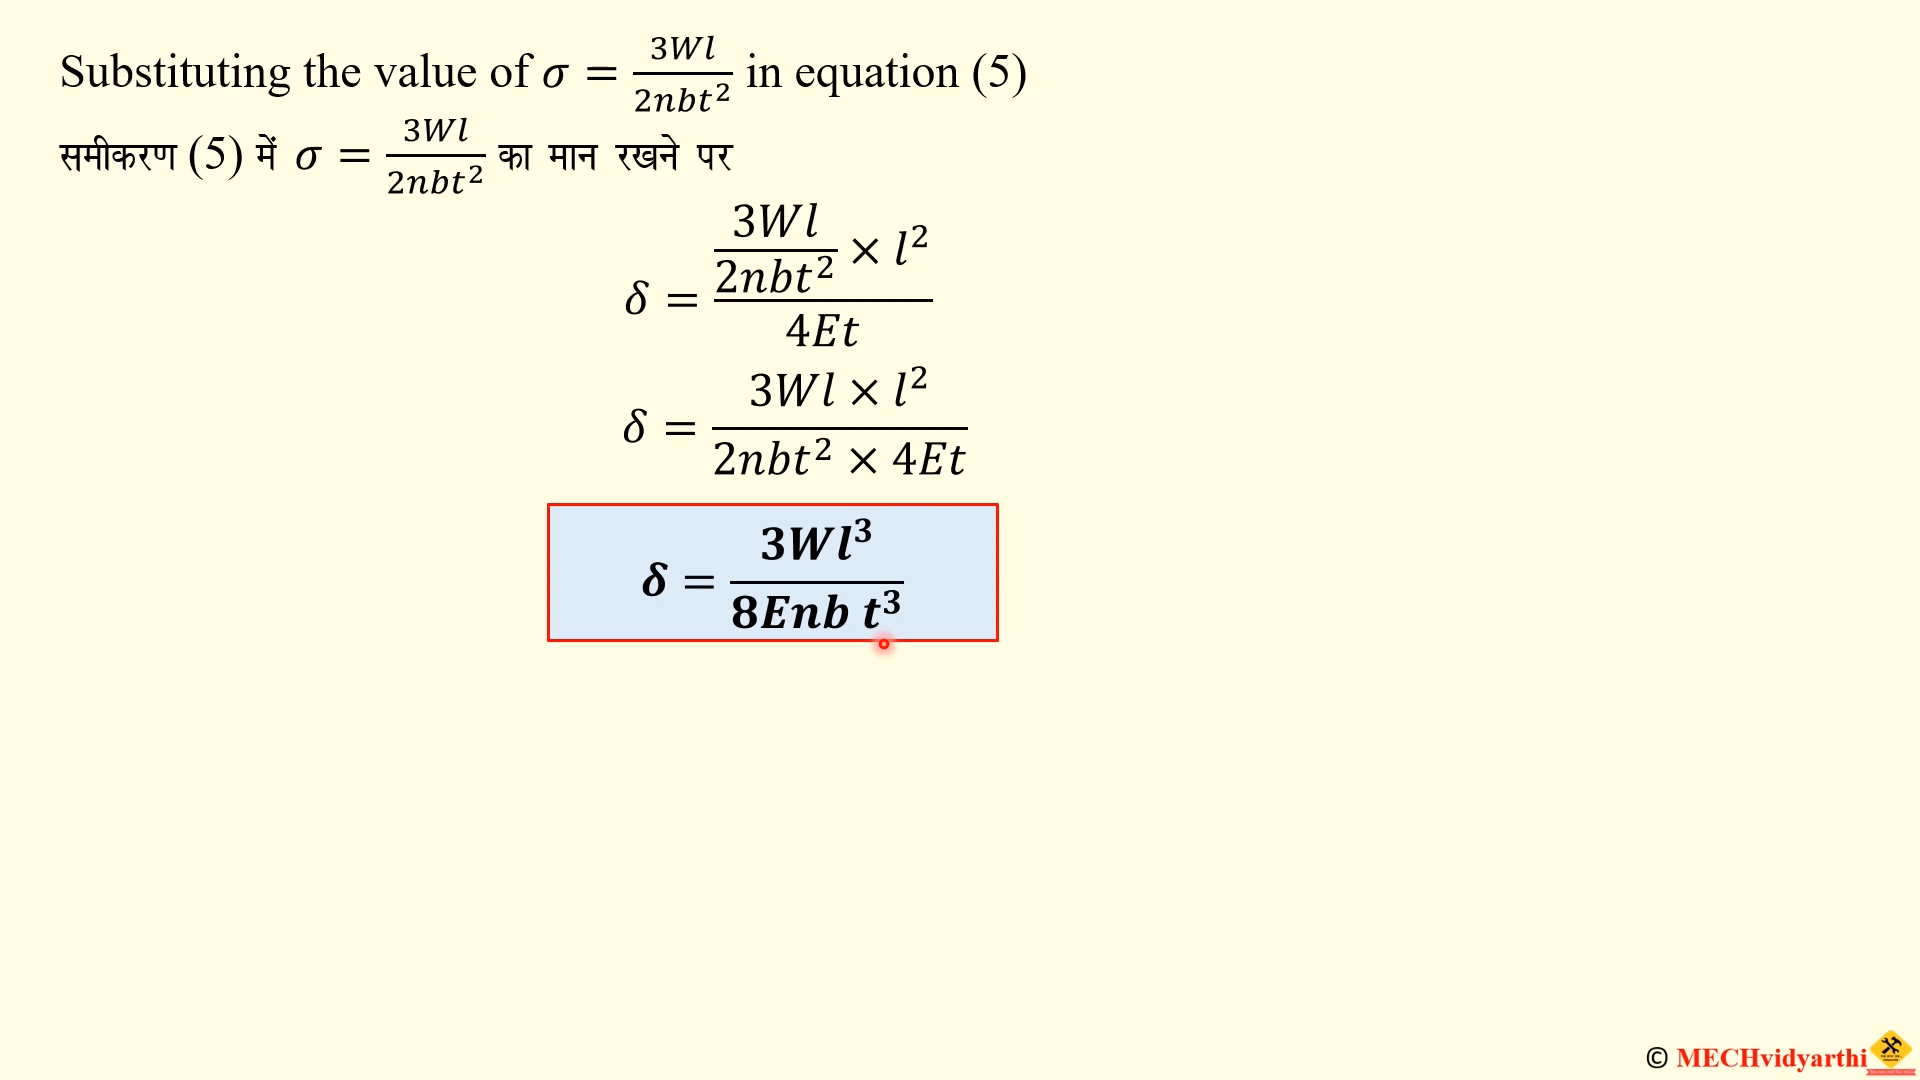 Substituting the value of σ = 3Wl/2nbt² in equation (5)
समीकरण (5) में σ = 3Wl/2nbt² का मान रखने पर
δ = (3Wl/2nbt² × l²)/4Et
δ = (3Wl × l²)/(2nbt² × 4Et)
δ = 3Wl³/8Enb t³
© MECHvidyarthi